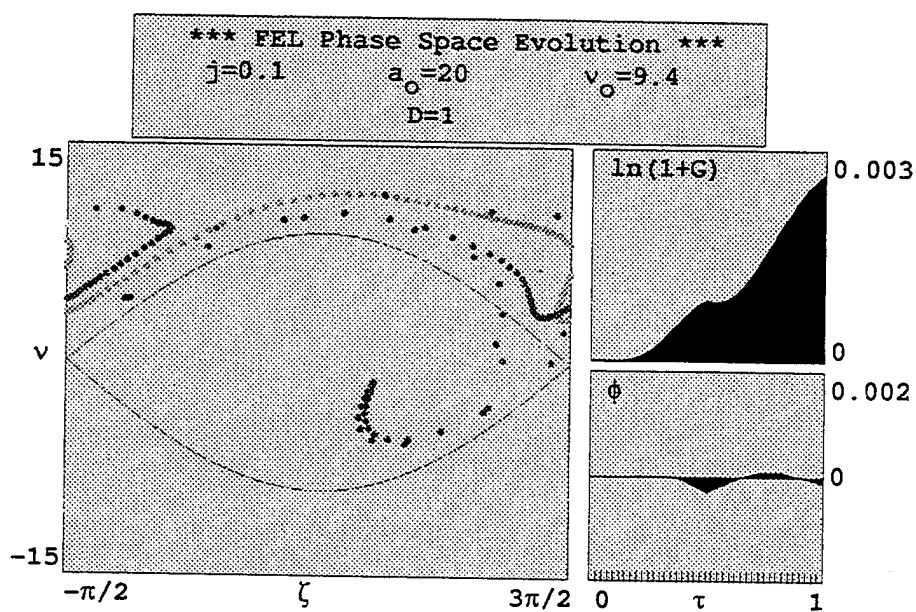 *** FEL Phase Space Evolution ***
j=0.1 a₀=20 ν₀=9.4
D=1
15
ν
-15
-π/2 ζ 3π/2
ln(1+G)
0.003
0
ϕ
0.002
0
0 τ 1